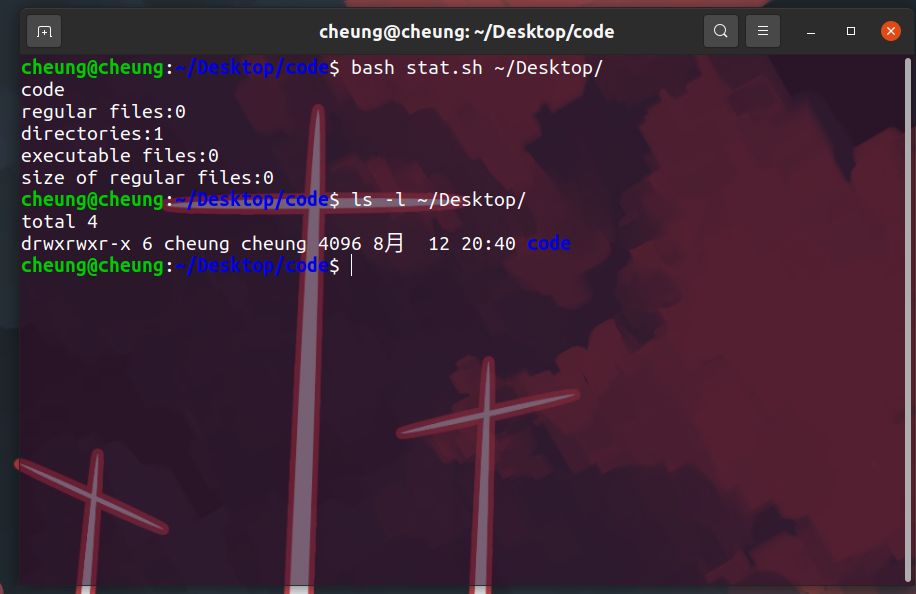 cheung@cheung: ~/Desktop/code
cheung@cheung:~/Desktop/code$ bash stat.sh ~/Desktop/
code
regular files:0
directories:1
executable files:0
size of regular files:0
cheung@cheung:~/Desktop/code$ ls -l ~/Desktop/
total 4
drwxrwxr-x 6 cheung cheung 4096 8月  12 20:40 code
cheung@cheung:~/Desktop/code$